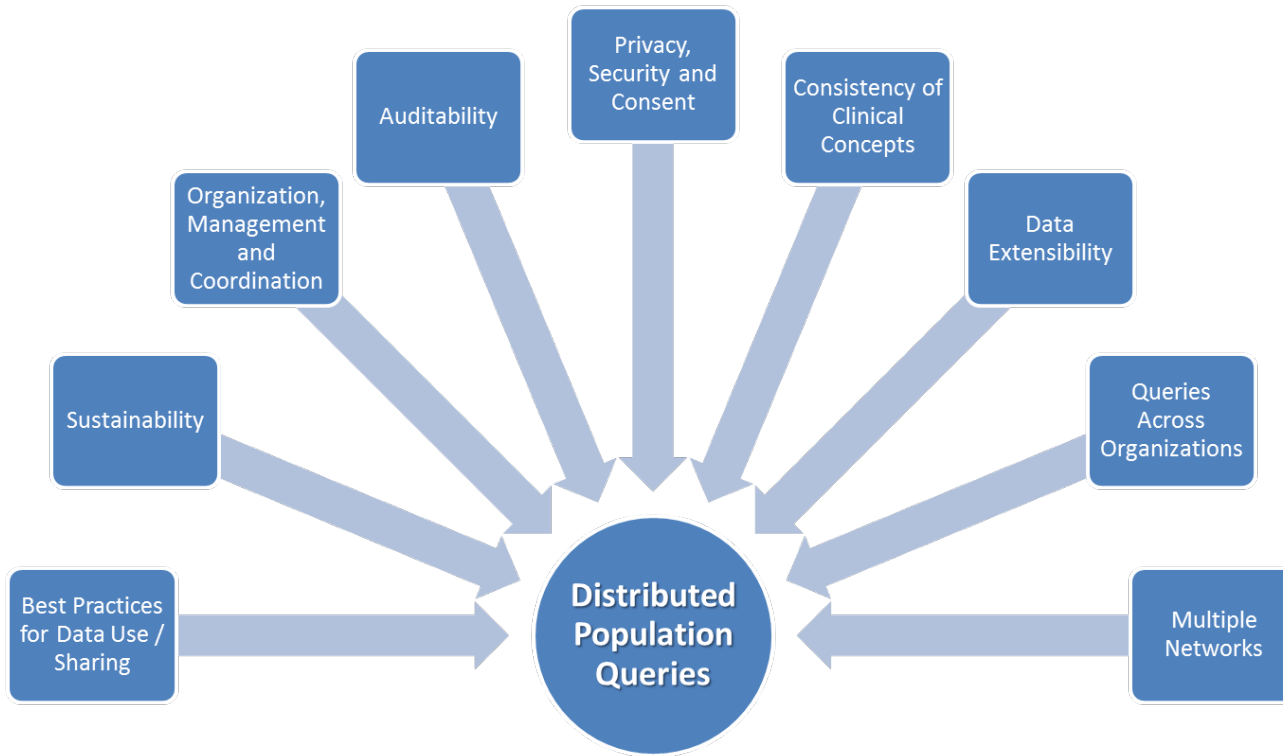 Privacy,
Security and
Consent
Auditability
Consistency of
Clinical
Concepts
Organization,
Management
and
Coordination
Data
Extensibility
Sustainability
Queries
Across
Organizations
Best Practices
for Data Use /
Sharing
Distributed
Population
Queries
Multiple
Networks